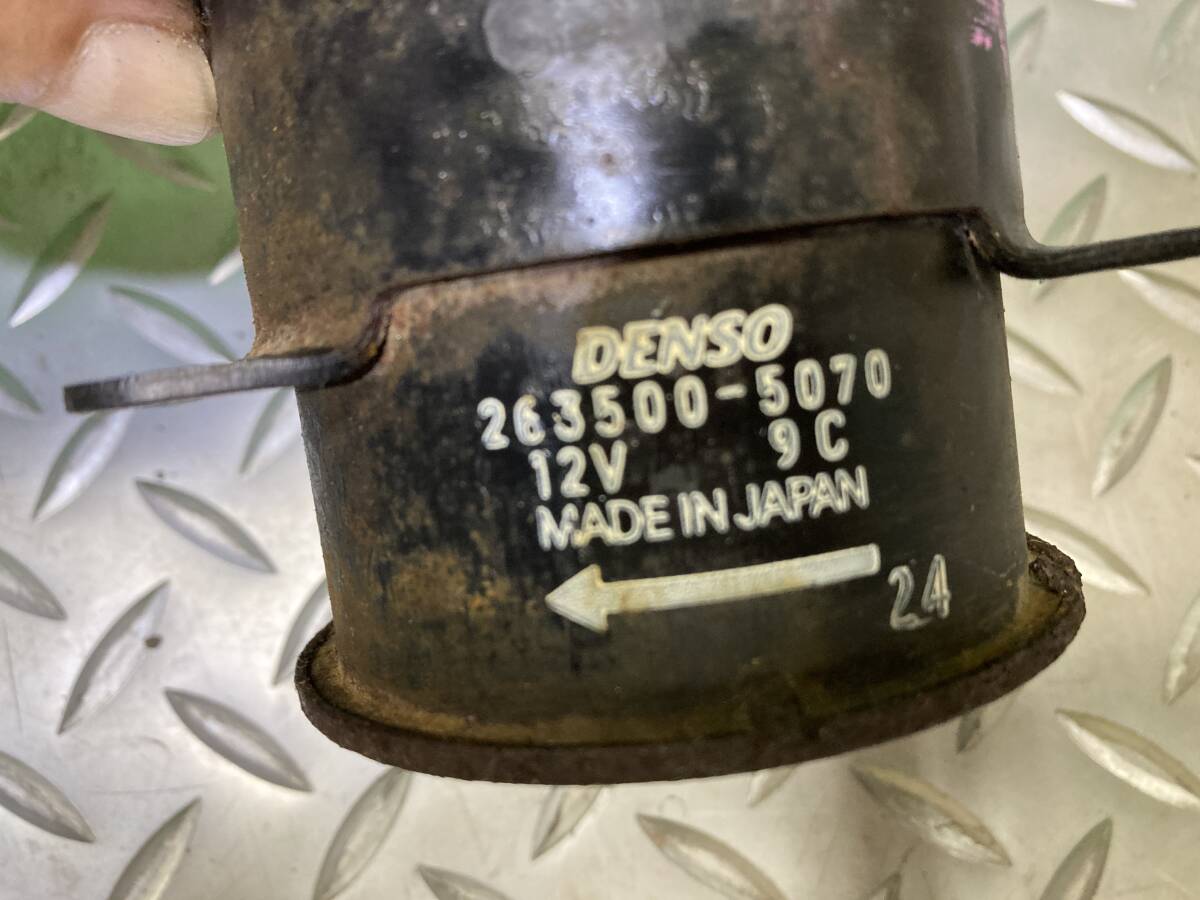 DENSO
263500-5070
12V 9C
MADE IN JAPAN
24